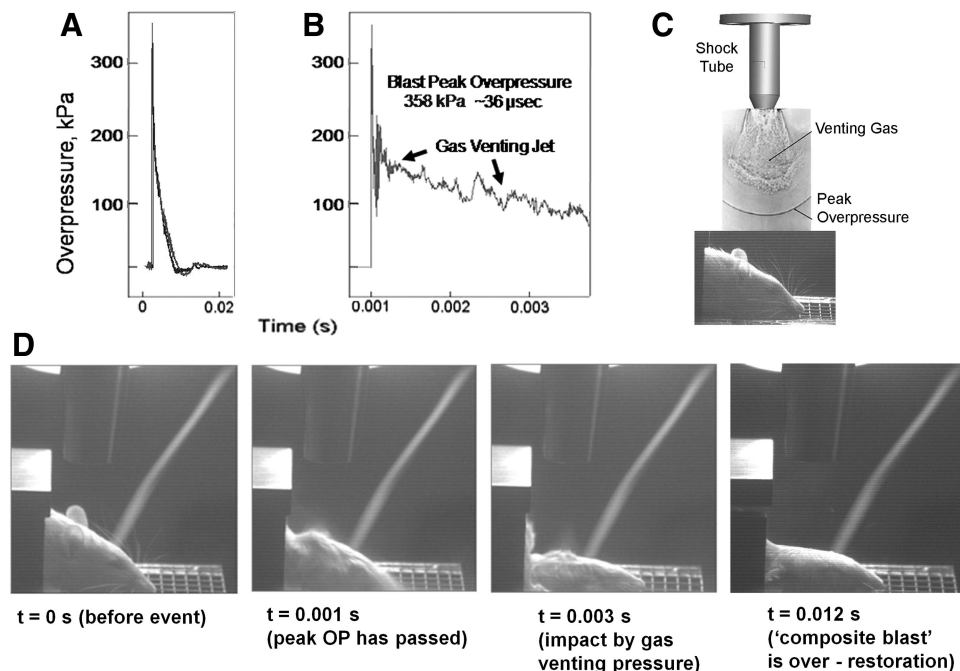 A
Overpressure, kPa
300
200
100
0
0.02
B
300
200
100
Blast Peak Overpressure
358 kPa ~36 µsec
Gas Venting Jet
0.001
0.002
0.003
Time (s)
C
Shock
Tube
Venting Gas
Peak
Overpressure
D
t = 0 s (before event)
t = 0.001 s
(peak OP has passed)
t = 0.003 s
(impact by gas
venting pressure)
t = 0.012 s
(‘composite blast’
is over - restoration)